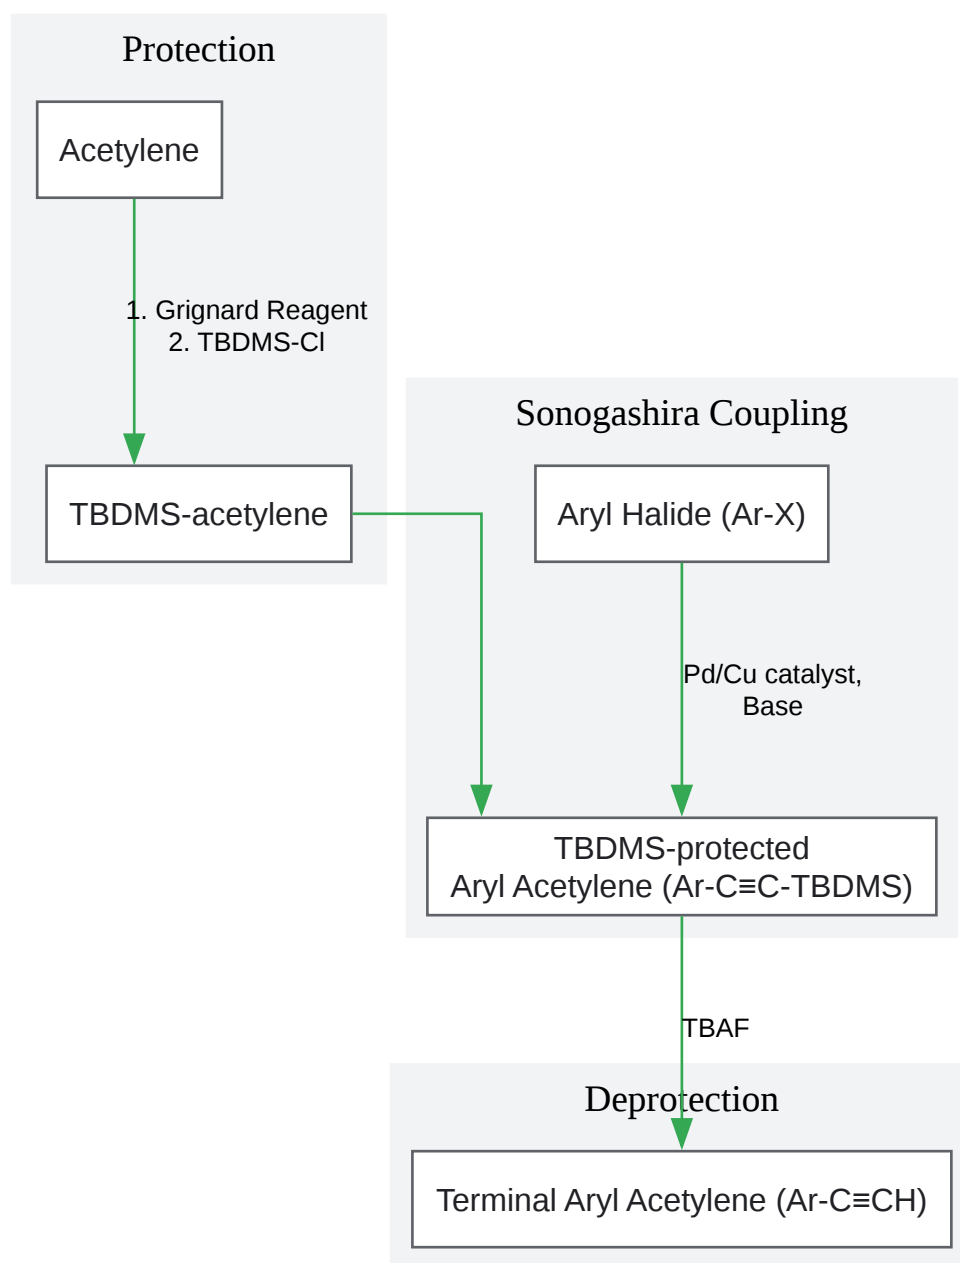 Protection
Acetylene
1. Grignard Reagent
2. TBDMS-Cl
TBDMS-acetylene
Sonogashira Coupling
Aryl Halide (Ar-X)
Pd/Cu catalyst,
Base
TBDMS-protected
Aryl Acetylene (Ar-C≡C-TBDMS)
TBAF
Deprotection
Terminal Aryl Acetylene (Ar-C≡CH)